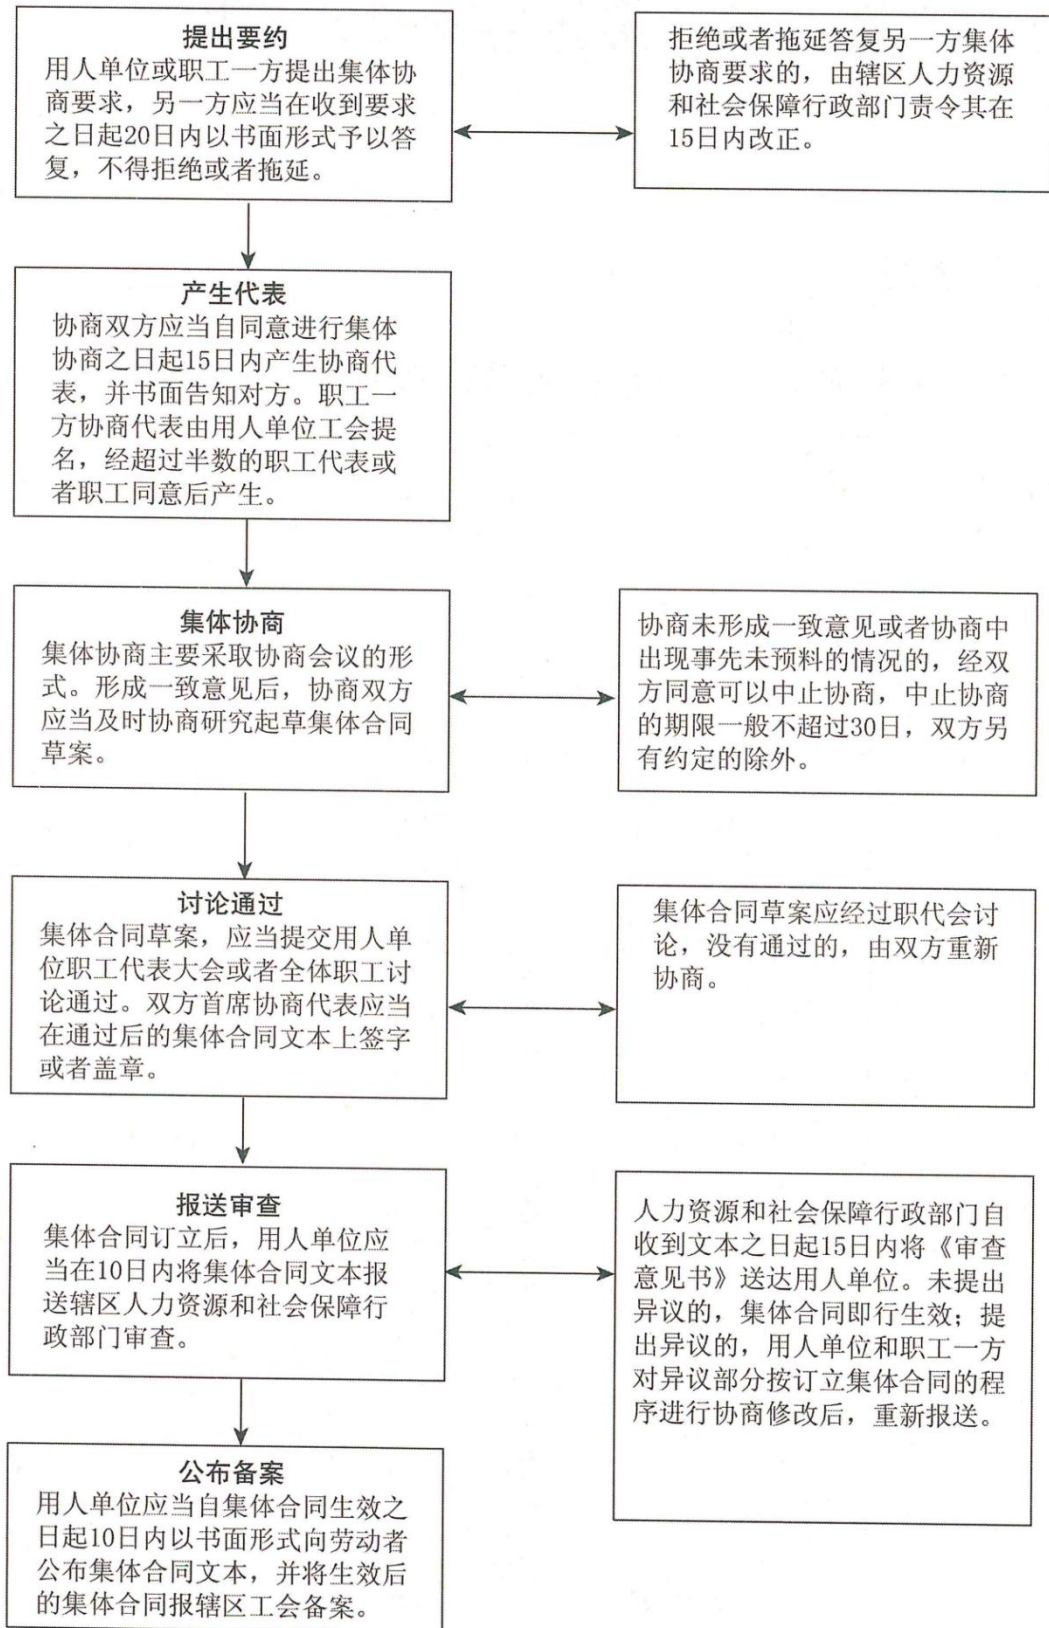 提出要约
用人单位或职工一方提出集体协
商要求，另一方应当在收到要求
之日起20日内以书面形式予以答
复，不得拒绝或者拖延。
拒绝或者拖延答复另一方集体
协商要求的，由辖区人力资源
和社会保障行政部门责令其在
15日内改正。
产生代表
协商双方应当自同意进行集体
协商之日起15日内产生协商代
表，并书面告知对方。职工一
方协商代表由用人单位工会提
名，经超过半数的职工代表或
者职工同意后产生。
集体协商
集体协商主要采取协商会议的形
式。形成一致意见后，协商双方
应当及时协商研究起草集体合同
草案。
协商未形成一致意见或者协商中
出现事先未预料的情况的，经双
方同意可以中止协商，中止协商
的期限一般不超过30日，双方另
有约定的除外。
讨论通过
集体合同草案，应当提交用人单
位职工代表大会或者全体职工讨
论通过。双方首席协商代表应当
在通过后的集体合同文本上签字
或者盖章。
集体合同草案应经过职代会讨
论，没有通过的，由双方重新
协商。
报送审查
集体合同订立后，用人单位应
当在10日内将集体合同文本报
送辖区人力资源和社会保障行
政部门审查。
人力资源和社会保障行政部门自
收到文本之日起15日内将《审查
意见书》送达用人单位。未提出
异议的，集体合同即行生效；提
出异议的，用人单位和职工一方
对异议部分按订立集体合同的程
序进行协商修改后，重新报送。
公布备案
用人单位应当自集体合同生效之
日起10日内以书面形式向劳动者
公布集体合同文本，并将生效后
的集体合同报辖区工会备案。